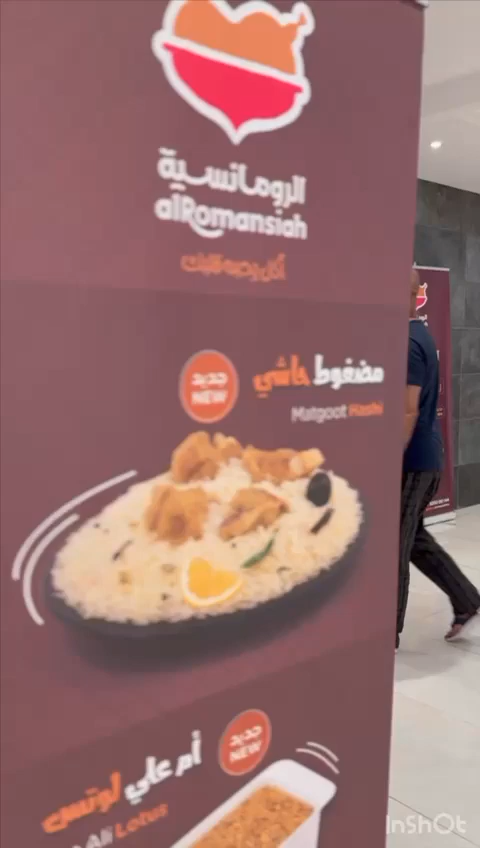 الرومانسية
alRomansiah
مضغوط حاشي
Matgoot Hashi
جديد
NEW
جديد
NEW
أم علي لوتس
Ali Lotus
InShOt